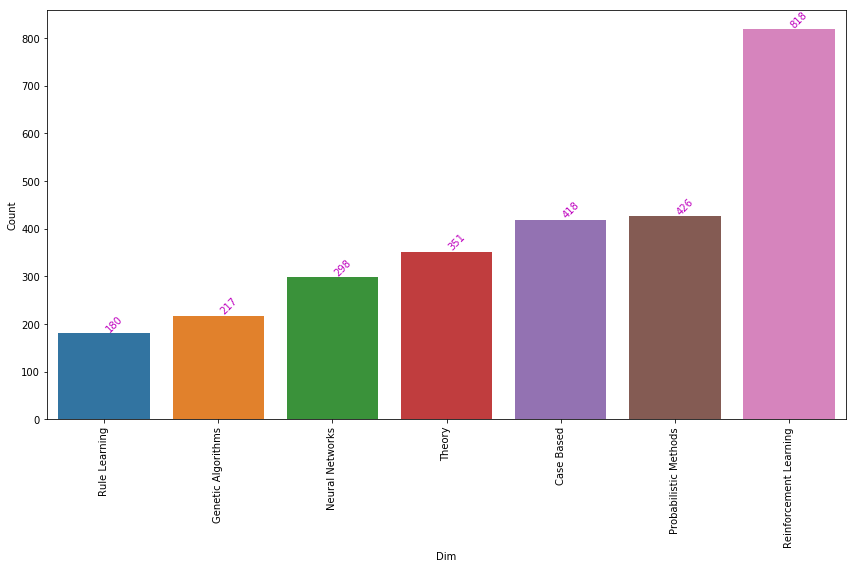 818
800
700
600
500
Count
426
418
400
351
300
298
217
200
180
100
0
Rule Learning
Genetic Algorithms
Neural Networks
Theory
Case Based
Probabilistic Methods
Reinforcement Learning
Dim